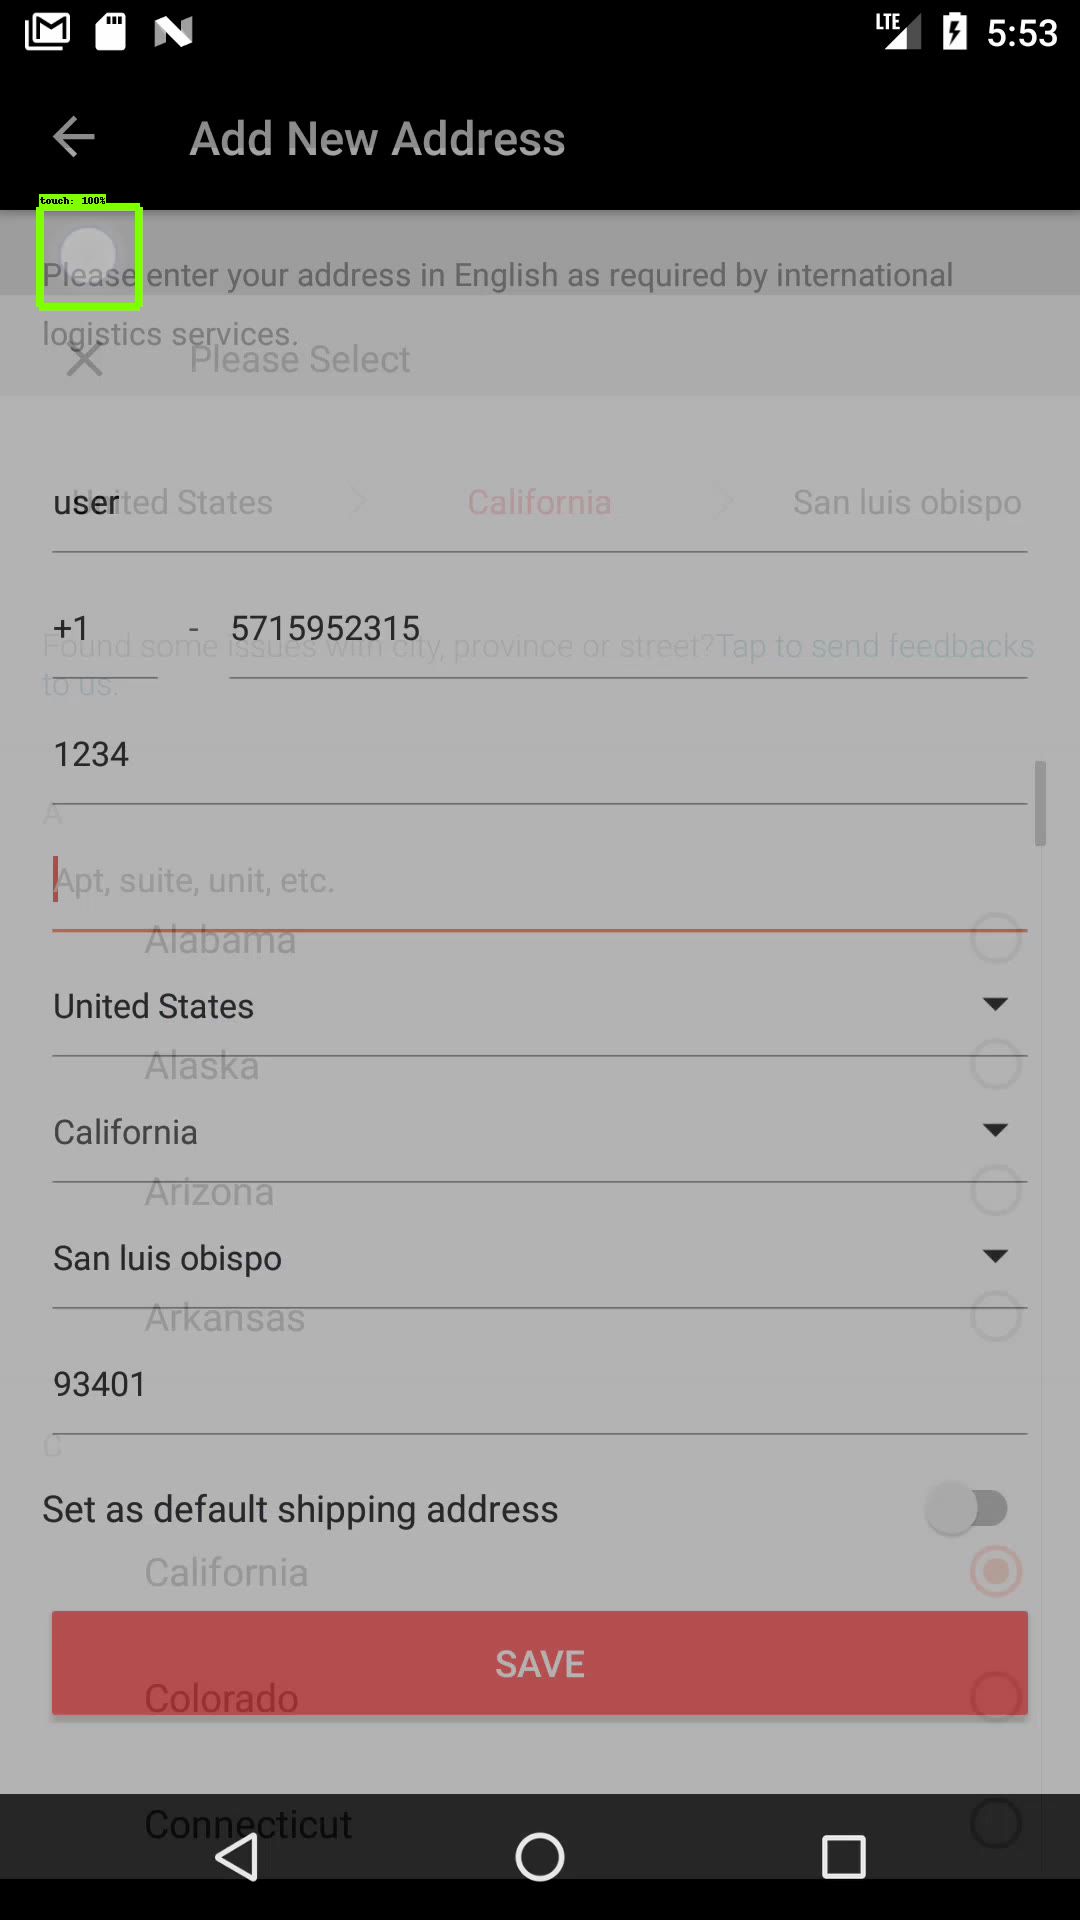 LTE 5:53
Add New Address
touch: 100%
Please enter your address in English as required by international
logistics services.
Please Select
user
United States California San luis obispo
+1 - 5715952315
Found some issues with city, province or street?Tap to send feedbacks
to us.
1234
A
Apt, suite, unit, etc.
Alabama
United States
Alaska
California
Arizona
San luis obispo
Arkansas
93401
C
Set as default shipping address
California
SAVE
Colorado
Connecticut